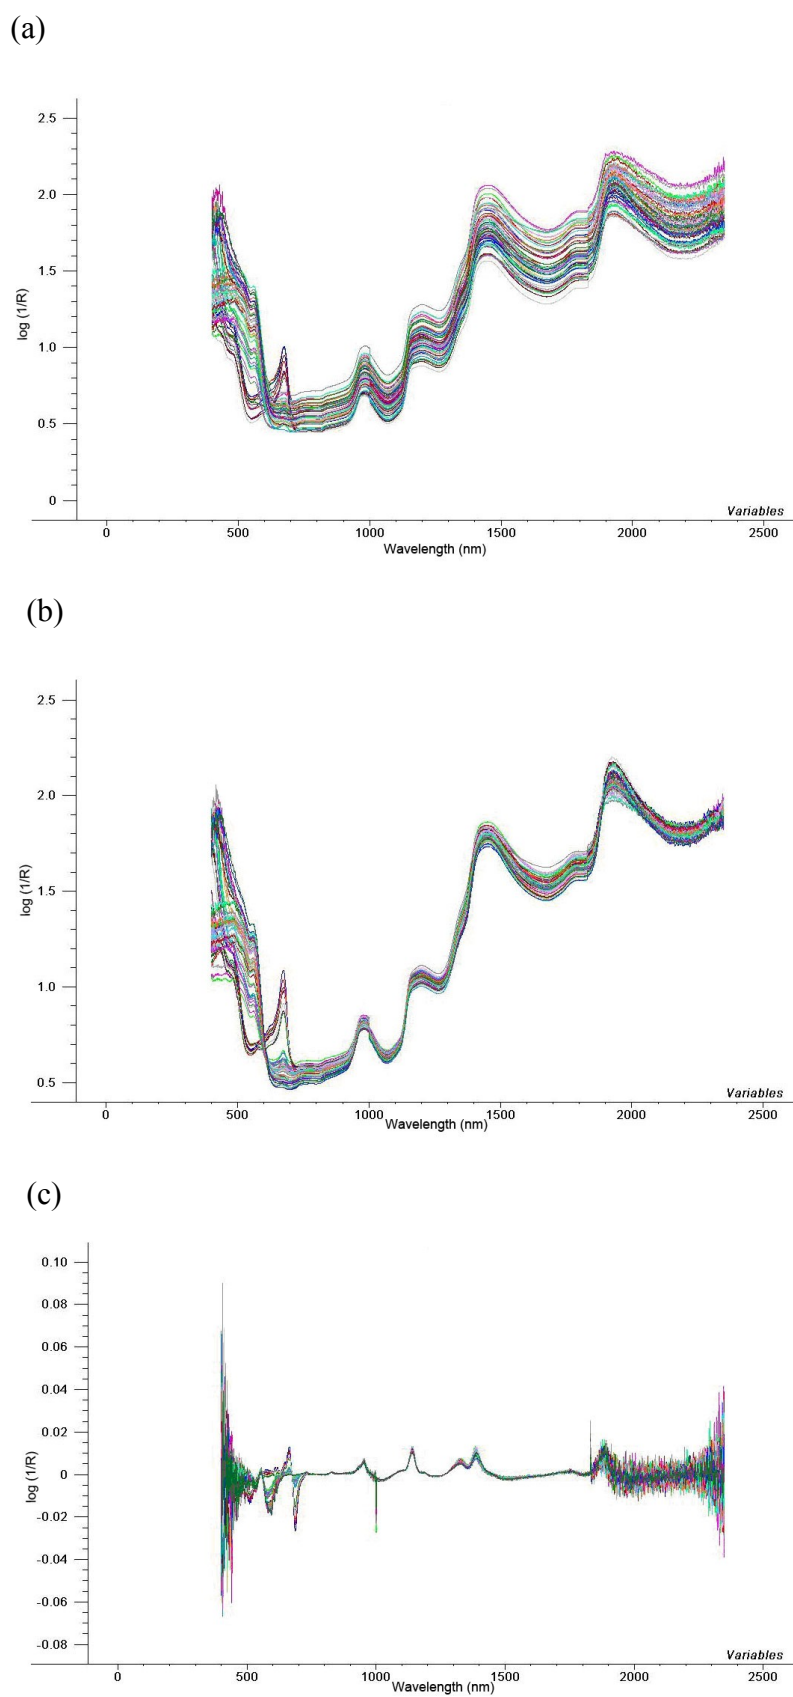 (a)
2.5
2.0
1.5
1.0
0.5
0
log (1/R)
Variables
0 500 1000 1500 2000 2500
Wavelength (nm)
(b)
2.5
2.0
1.5
1.0
0.5
log (1/R)
Variables
0 500 1000 1500 2000 2500
Wavelength (nm)
(c)
0.10
0.08
0.06
0.04
0.02
0
-0.02
-0.04
-0.06
-0.08
log (1/R)
Variables
0 500 1000 1500 2000 2500
Wavelength (nm)